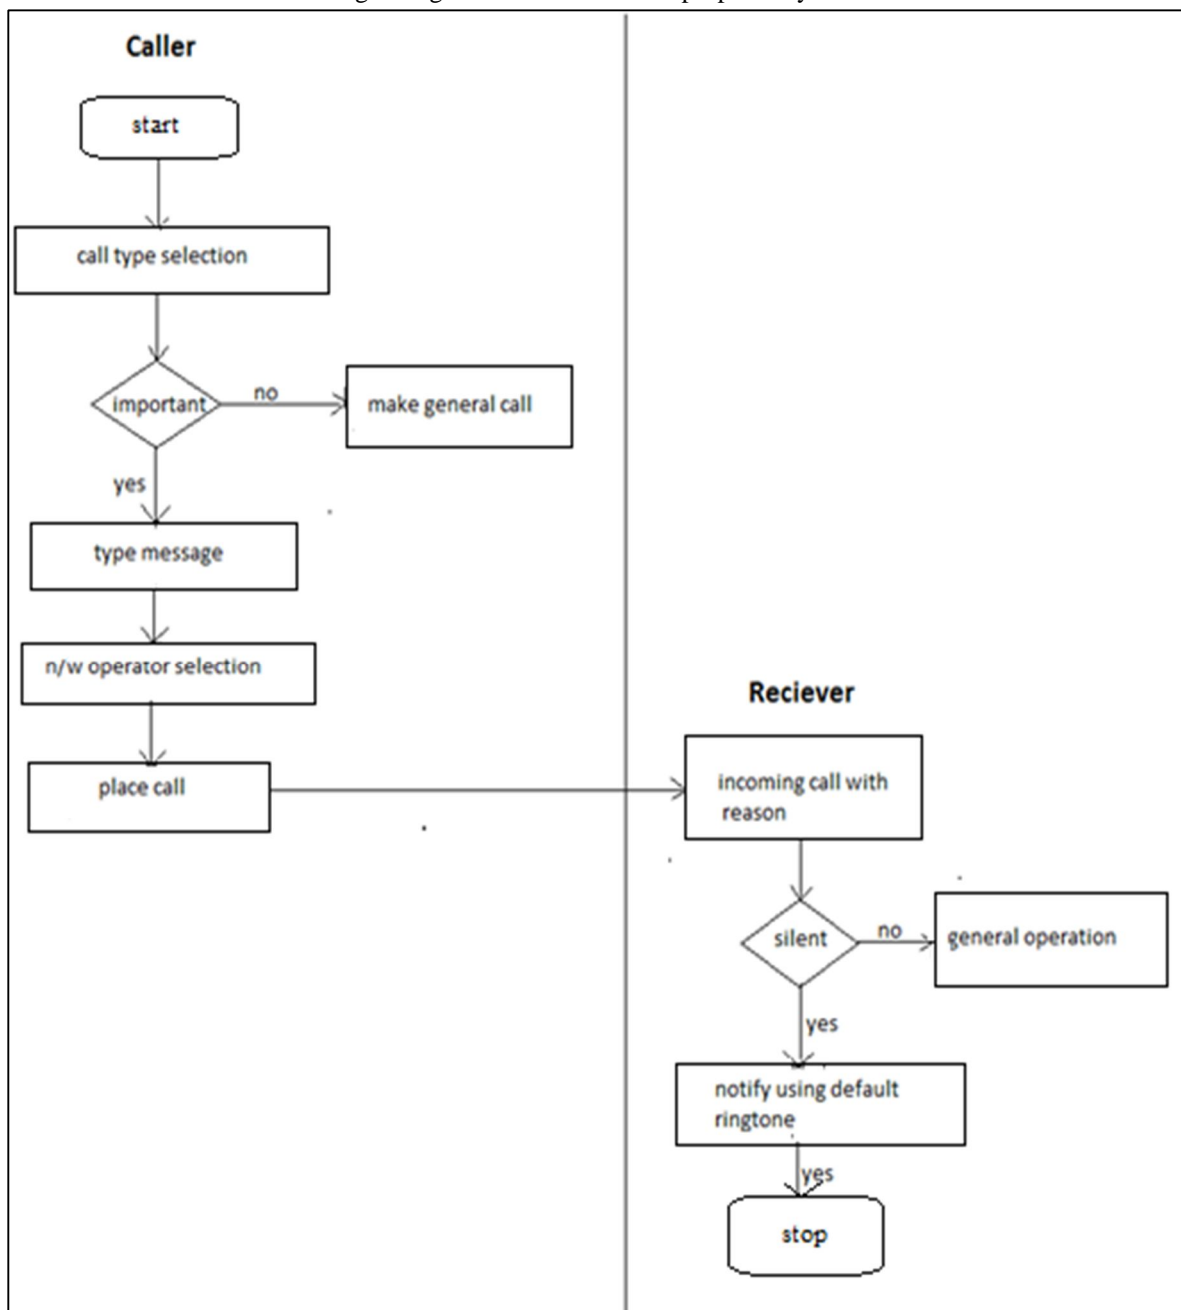 Caller
start
call type selection
important
no
make general call
yes
type message
n/w operator selection
place call
Reciever
incoming call with
reason
silent
no
general operation
yes
notify using default
ringtone
yes
stop